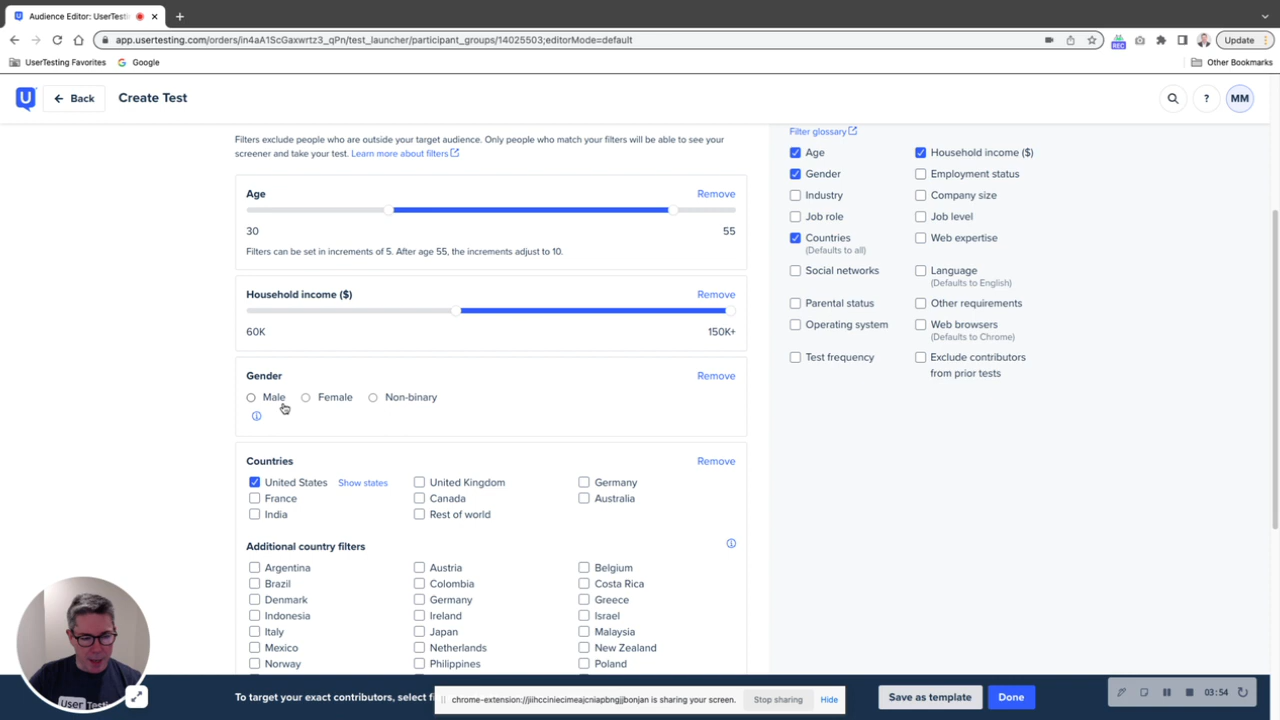 Audience Editor: UserTesti
app.usertesting.com/orders/in4aA1ScGaxwrtz3_qPn/test_launcher/participant_groups/14025503;editorMode=default
REC
Update
UserTesting Favorites
Google
Other Bookmarks
U
Back
Create Test
?
MM
Filters exclude people who are outside your target audience. Only people who match your filters will be able to see your
screener and take your test. Learn more about filters
Age
Remove
30
55
Filters can be set in increments of 5. After age 55, the increments adjust to 10.
Household income ($)
Remove
60K
150K+
Gender
Remove
Male
Female
Non-binary
Countries
Remove
United States
Show states
United Kingdom
Germany
France
Canada
Australia
India
Rest of world
Additional country filters
Argentina
Austria
Belgium
Brazil
Colombia
Costa Rica
Denmark
Germany
Greece
Indonesia
Ireland
Israel
Italy
Japan
Malaysia
Mexico
Netherlands
New Zealand
Norway
Philippines
Poland
Filter glossary
Age
Household income ($)
Gender
Employment status
Industry
Company size
Job role
Job level
Countries
(Defaults to all)
Web expertise
Social networks
Language
(Defaults to English)
Parental status
Other requirements
Operating system
Web browsers
(Defaults to Chrome)
Test frequency
Exclude contributors
from prior tests
User Testi
To target your exact contributors, select f
chrome-extension://jijhcciniecimeajcniapbngjjbonjan is sharing your screen.
Stop sharing
Hide
Save as template
Done
03:54